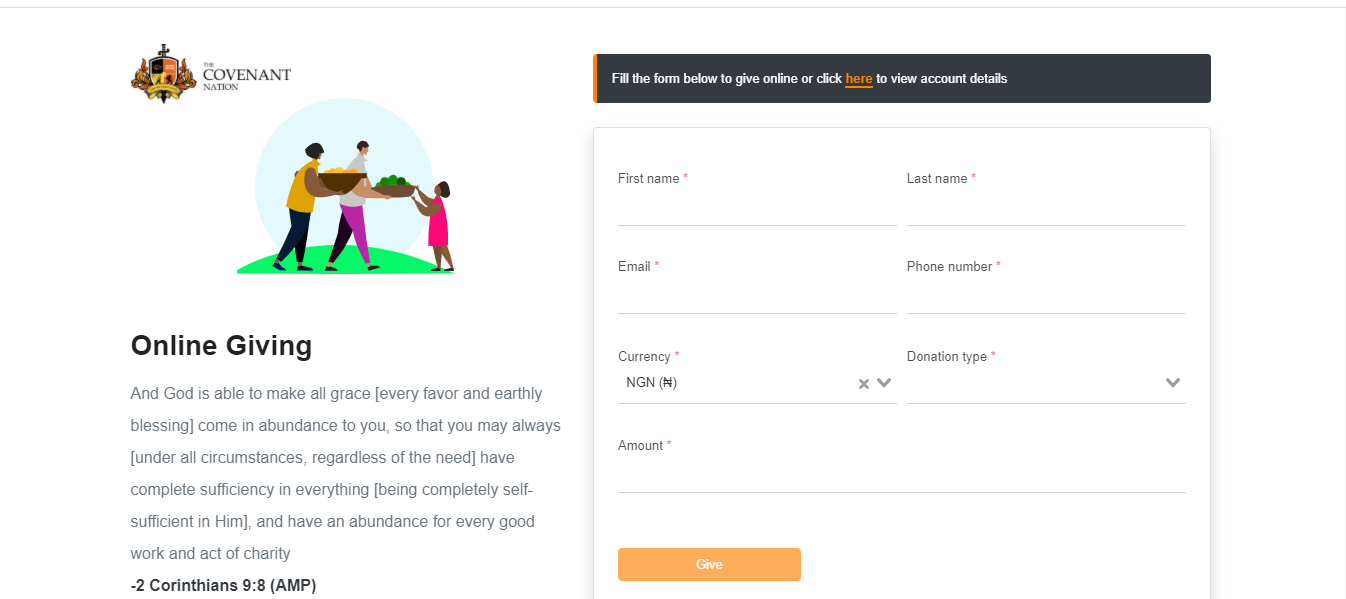 THE
COVENANT
NATION
Fill the form below to give online or click here to view account details
First name *
Last name *
Email *
Phone number *
Currency *
NGN (₦)
Donation type *
Amount *
Give
Online Giving
And God is able to make all grace [every favor and earthly
blessing] come in abundance to you, so that you may always
[under all circumstances, regardless of the need] have
complete sufficiency in everything [being completely self-
sufficient in Him], and have an abundance for every good
work and act of charity
-2 Corinthians 9:8 (AMP)